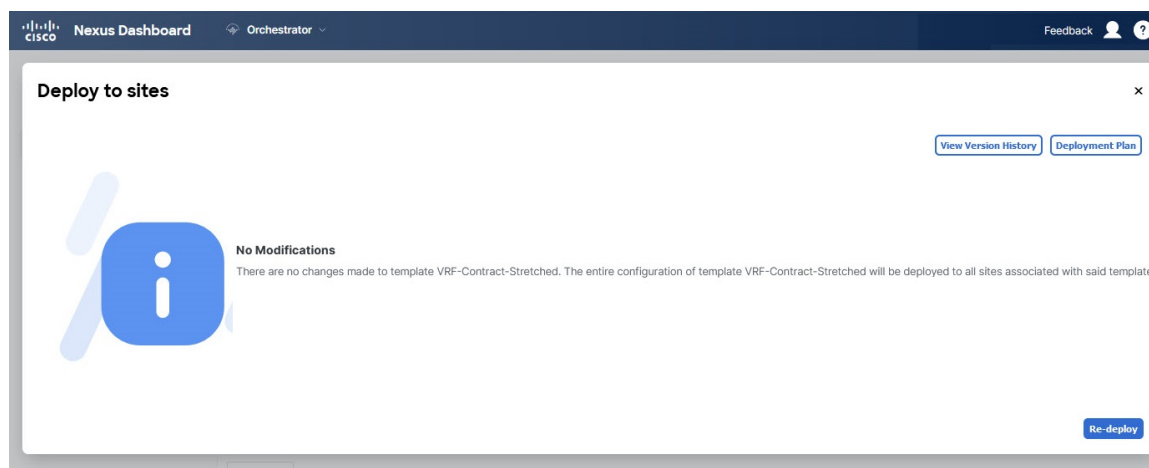 cisco Nexus Dashboard Orchestrator Feedback ?
Deploy to sites
View Version History Deployment Plan
No Modifications
There are no changes made to template VRF-Contract-Stretched. The entire configuration of template VRF-Contract-Stretched will be deployed to all sites associated with said template
Re-deploy